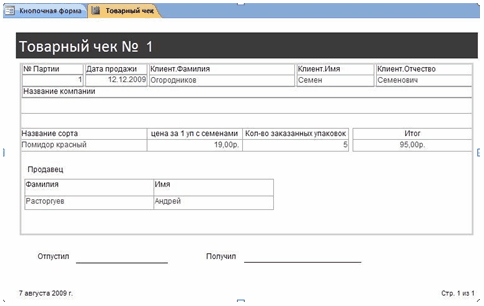 Кнопочная форма Товарный чек
Товарный чек № 1
№ Партии Дата продажи Клиент.Фамилия Клиент.Имя Клиент.Отчество
1 12.12.2009 Огородников Семен Семенович
Название компании
Название сорта цена за 1 уп с семенами Кол-во заказанных упаковок Итог
Помидор красный 19,00р. 5 95,00р.
Продавец
Фамилия Имя
Расторгуев Андрей
Отпустил Получил
7 августа 2009 г. Стр. 1 из 1